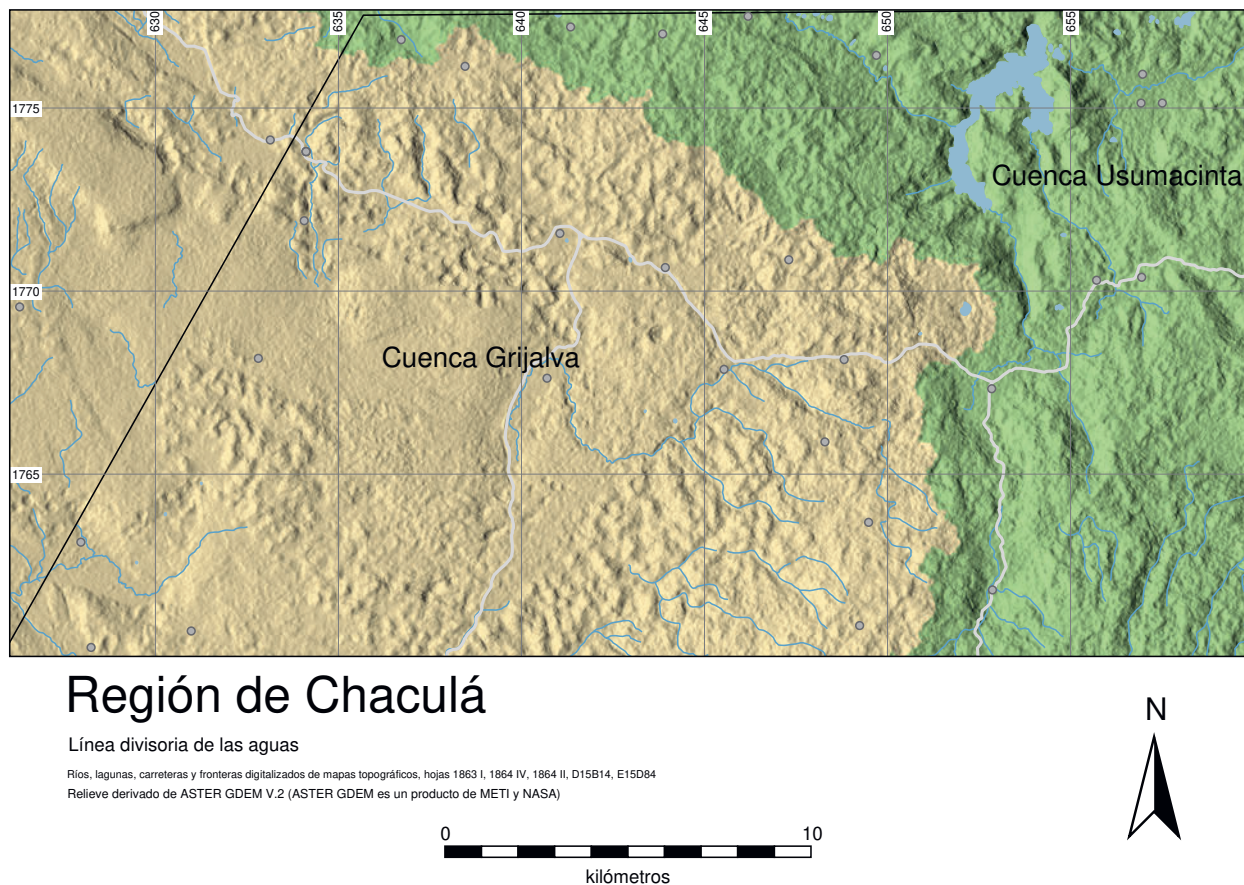 630
635
640
645
650
655
1775
Cuenca Usumacinta
1770
Cuenca Grijalva
1765
Región de Chaculá
Línea divisoria de las aguas
Ríos, lagunas, carreteras y fronteras digitalizados de mapas topográficos, hojas 1863 I, 1864 IV, 1864 II, D15B14, E15D84
Relieve derivado de ASTER GDEM V.2 (ASTER GDEM es un producto de METI y NASA)
N
0
10
kilómetros